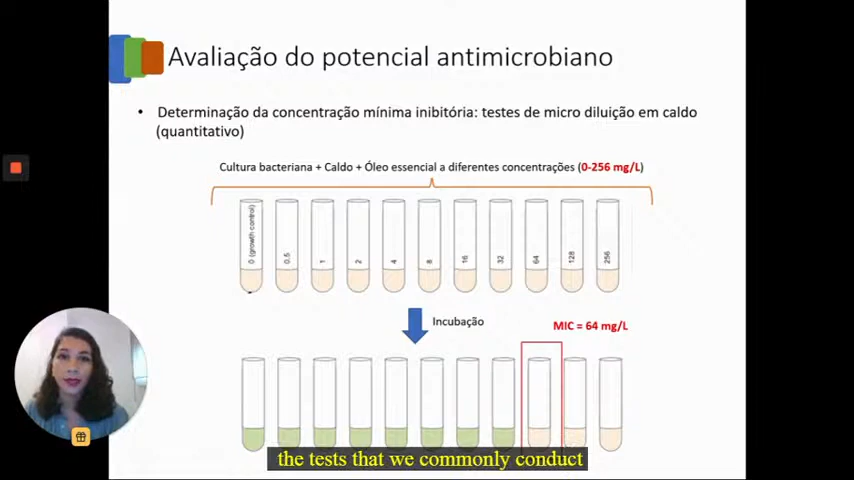 Avaliação do potencial antimicrobiano
• Determinação da concentração mínima inibitória: testes de micro diluição em caldo
(quantitativo)
Cultura bacteriana + Caldo + Óleo essencial a diferentes concentrações (0-256 mg/L)
0 (growth control)
0.5
1
2
4
8
16
32
64
128
256
Incubação
MIC = 64 mg/L
the tests that we commonly conduct